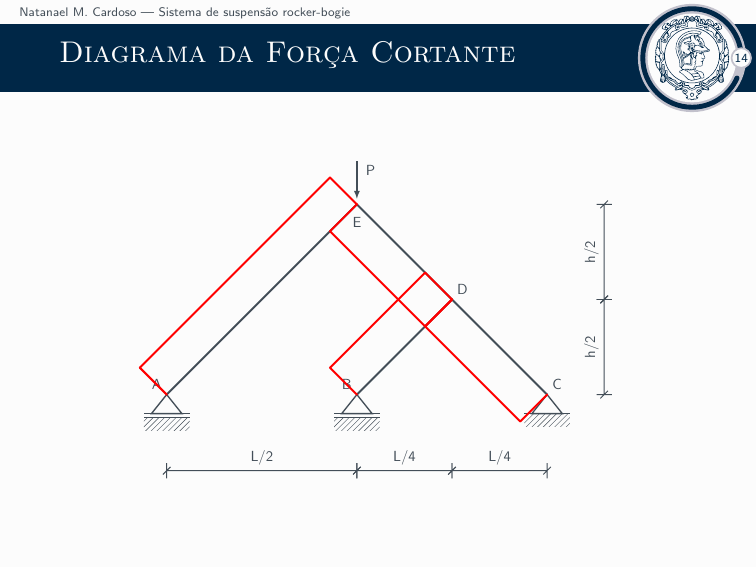 Natanael M. Cardoso — Sistema de suspensão rocker-bogie
Diagrama da Força Cortante
14
P
E
h/2
D
h/2
A
B
C
L/2
L/4
L/4